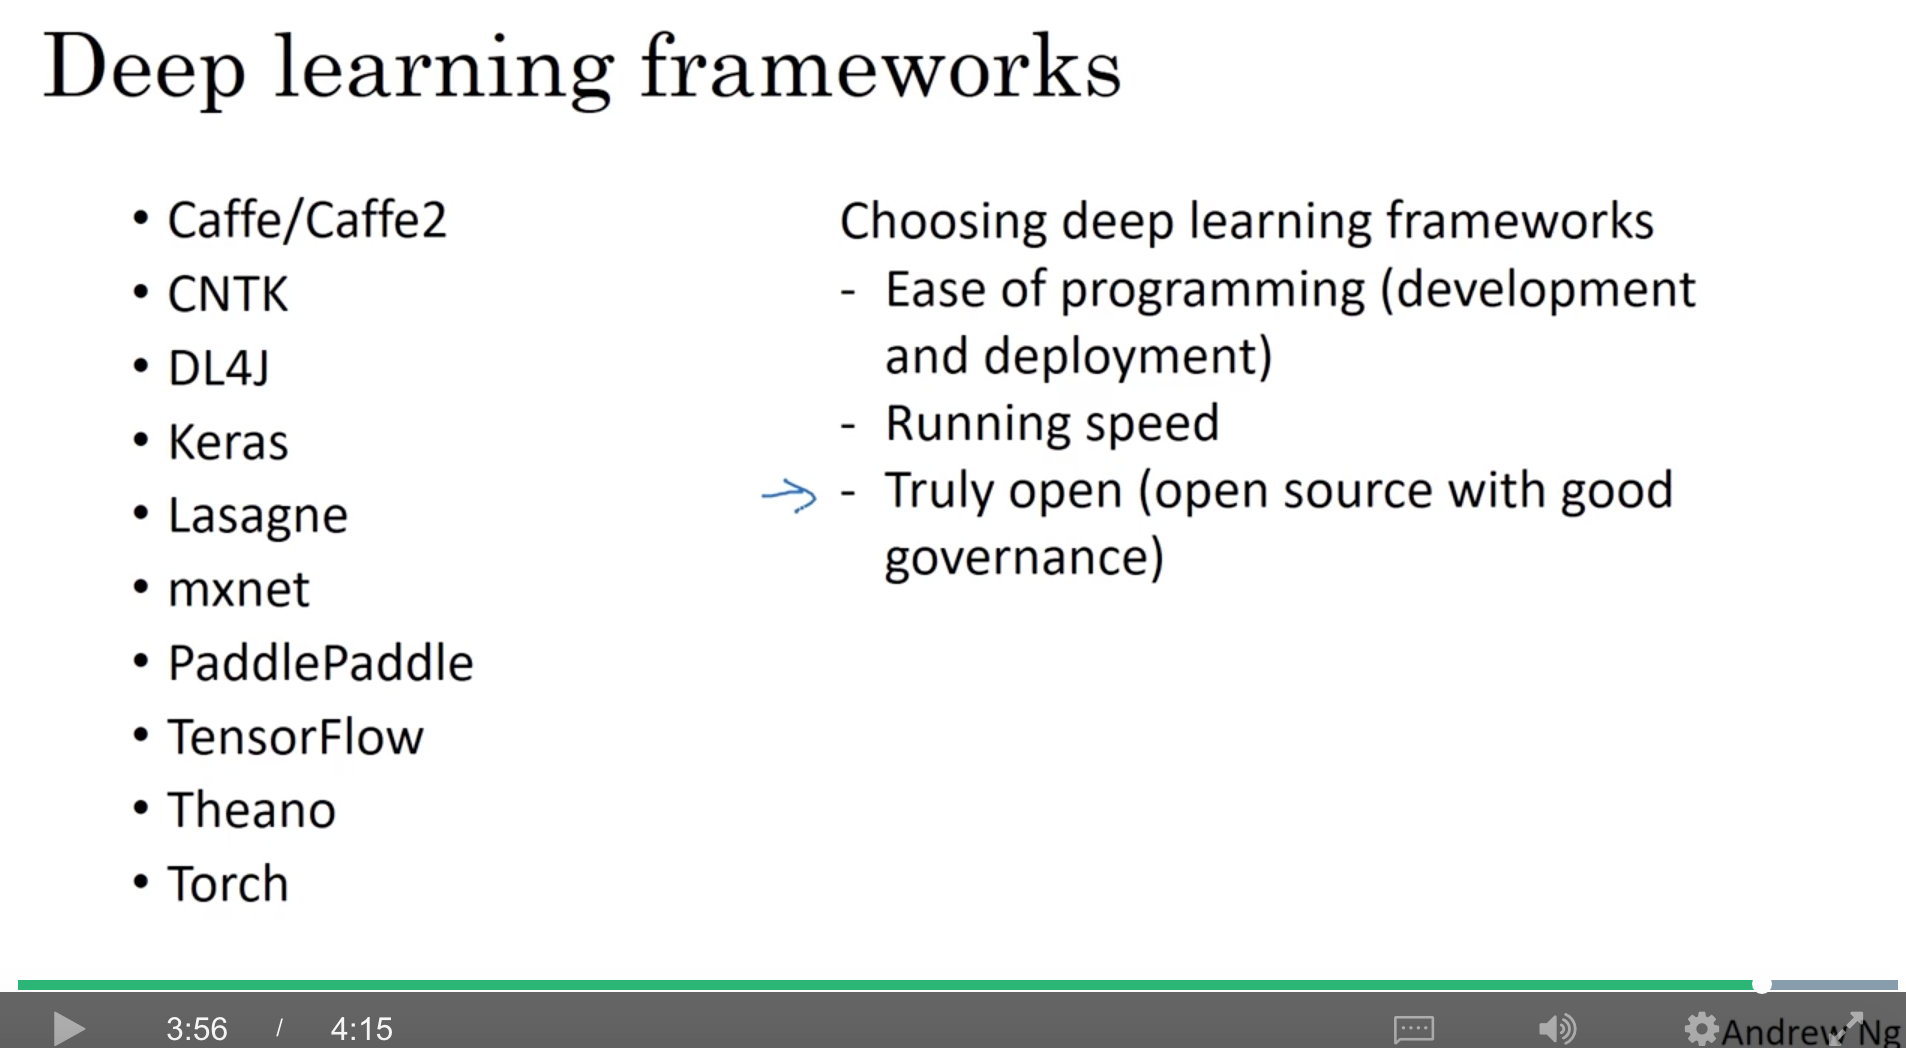 Deep learning frameworks
• Caffe/Caffe2
• CNTK
• DL4J
• Keras
• Lasagne
• mxnet
• PaddlePaddle
• TensorFlow
• Theano
• Torch
Choosing deep learning frameworks
- Ease of programming (development
and deployment)
- Running speed
- Truly open (open source with good
governance)
3:56 / 4:15
Andrew Ng